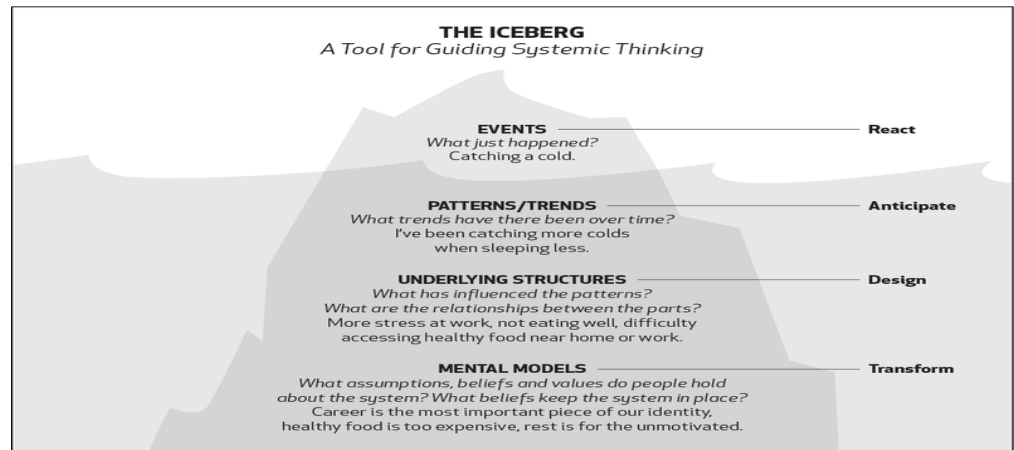 THE ICEBERG
A Tool for Guiding Systemic Thinking
EVENTS React
What just happened?
Catching a cold.
PATTERNS/TRENDS Anticipate
What trends have there been over time?
I've been catching more colds
when sleeping less.
UNDERLYING STRUCTURES Design
What has influenced the patterns?
What are the relationships between the parts?
More stress at work, not eating well, difficulty
accessing healthy food near home or work.
MENTAL MODELS Transform
What assumptions, beliefs and values do people hold
about the system? What beliefs keep the system in place?
Career is the most important piece of our identity,
healthy food is too expensive, rest is for the unmotivated.